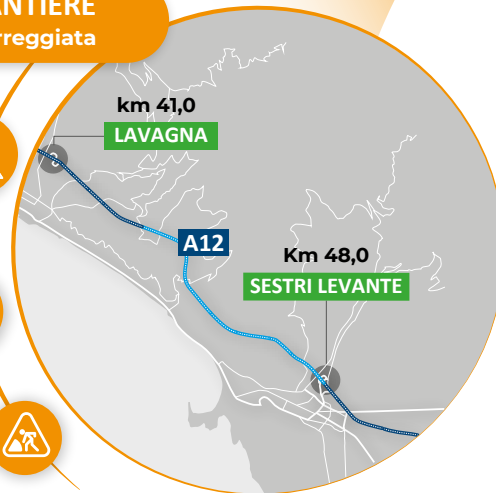 ANTIERE
rreggiata
km 41,0
LAVAGNA
A12
Km 48,0
SESTRI LEVANTE